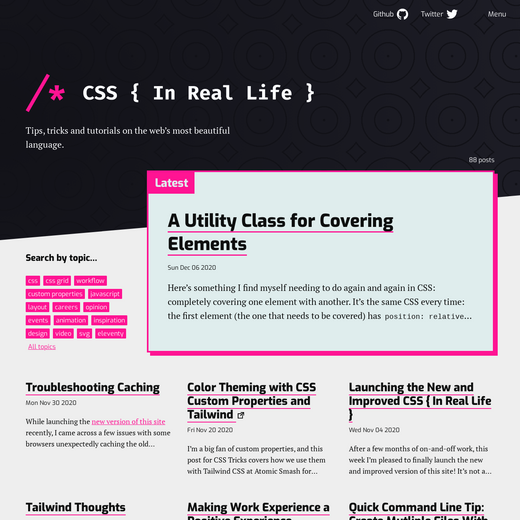 Github Twitter Menu
/* CSS { In Real Life }
Tips, tricks and tutorials on the web's most beautiful
language.
88 posts
Latest
A Utility Class for Covering
Elements
Sun Dec 06 2020
Here's something I find myself needing to do again and again in CSS:
completely covering one element with another. It's the same CSS every time:
the first element (the one that needs to be covered) has position: relative...
Search by topic...
css css grid workflow
custom properties javascript
layout careers opinion
events animation inspiration
design video svg eleventy
All topics
Troubleshooting Caching
Mon Nov 30 2020
While launching the new version of this site
recently, I came across a few issues with some
browsers unexpectedly caching the old...
Color Theming with CSS
Custom Properties and
Tailwind
Fri Nov 20 2020
I'm a big fan of custom properties, and this
post for CSS Tricks covers how we use them
with Tailwind CSS at Atomic Smash for...
Launching the New and
Improved CSS { In Real Life
}
Wed Nov 04 2020
After a few months of on-and-off work, this
week I'm pleased to finally launch the new
and improved version of this site! It's not a...
Tailwind Thoughts
Making Work Experience a
Positive Experience
Quick Command Line Tip:
Create Mutliple Files With